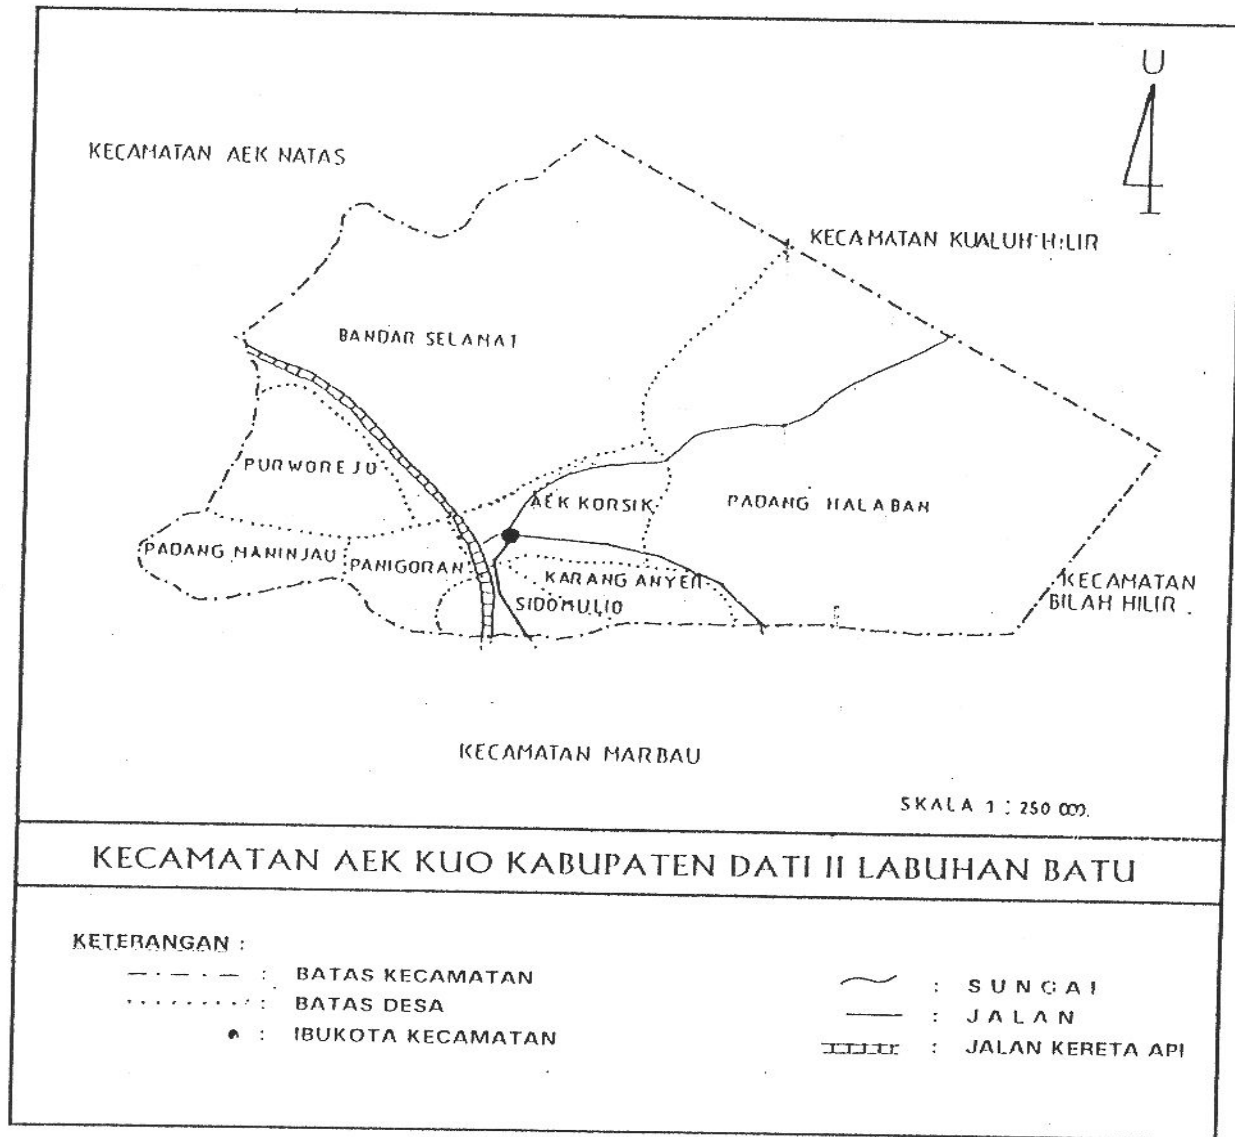 U
KECAMATAN AEK NATAS
KECAMATAN KUALUH HILIR
BANDAR SELAMAT
PURWOREJO
AEK KORSIK
PADANG HALABAN
PADANG MANINJAU
PANIGORAN
KARANG ANYER
KECAMATAN
BILAH HILIR
SIDOMULIO
KECAMATAN MARBAU
SKALA 1 : 250 000.
KECAMATAN AEK KUO KABUPATEN DATI II LABUHAN BATU
KETERANGAN :
: BATAS KECAMATAN
: BATAS DESA
: IBUKOTA KECAMATAN
: SUNGAI
: JALAN
: JALAN KERETA API